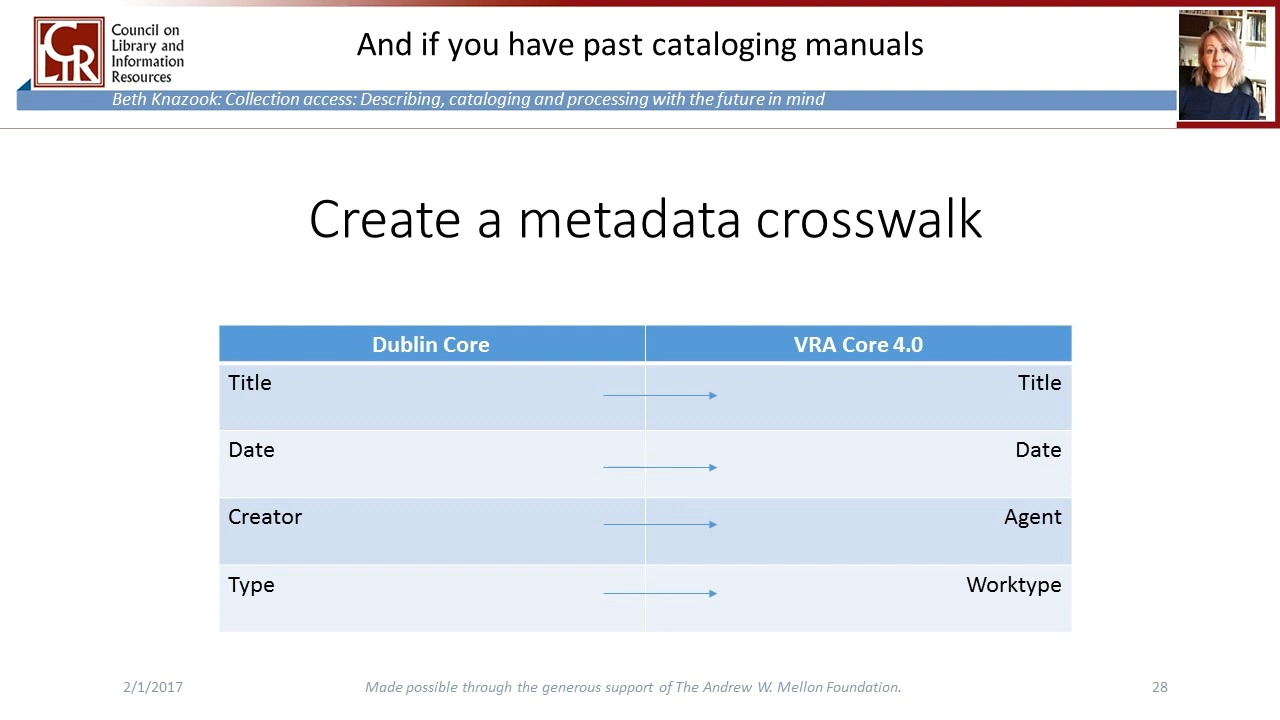 CLIR
Council on
Library and
Information
Resources
And if you have past cataloging manuals
Beth Knazook: Collection access: Describing, cataloging and processing with the future in mind
Create a metadata crosswalk
Dublin Core VRA Core 4.0
Title Title
Date Date
Creator Agent
Type Worktype
2/1/2017 Made possible through the generous support of The Andrew W. Mellon Foundation. 28